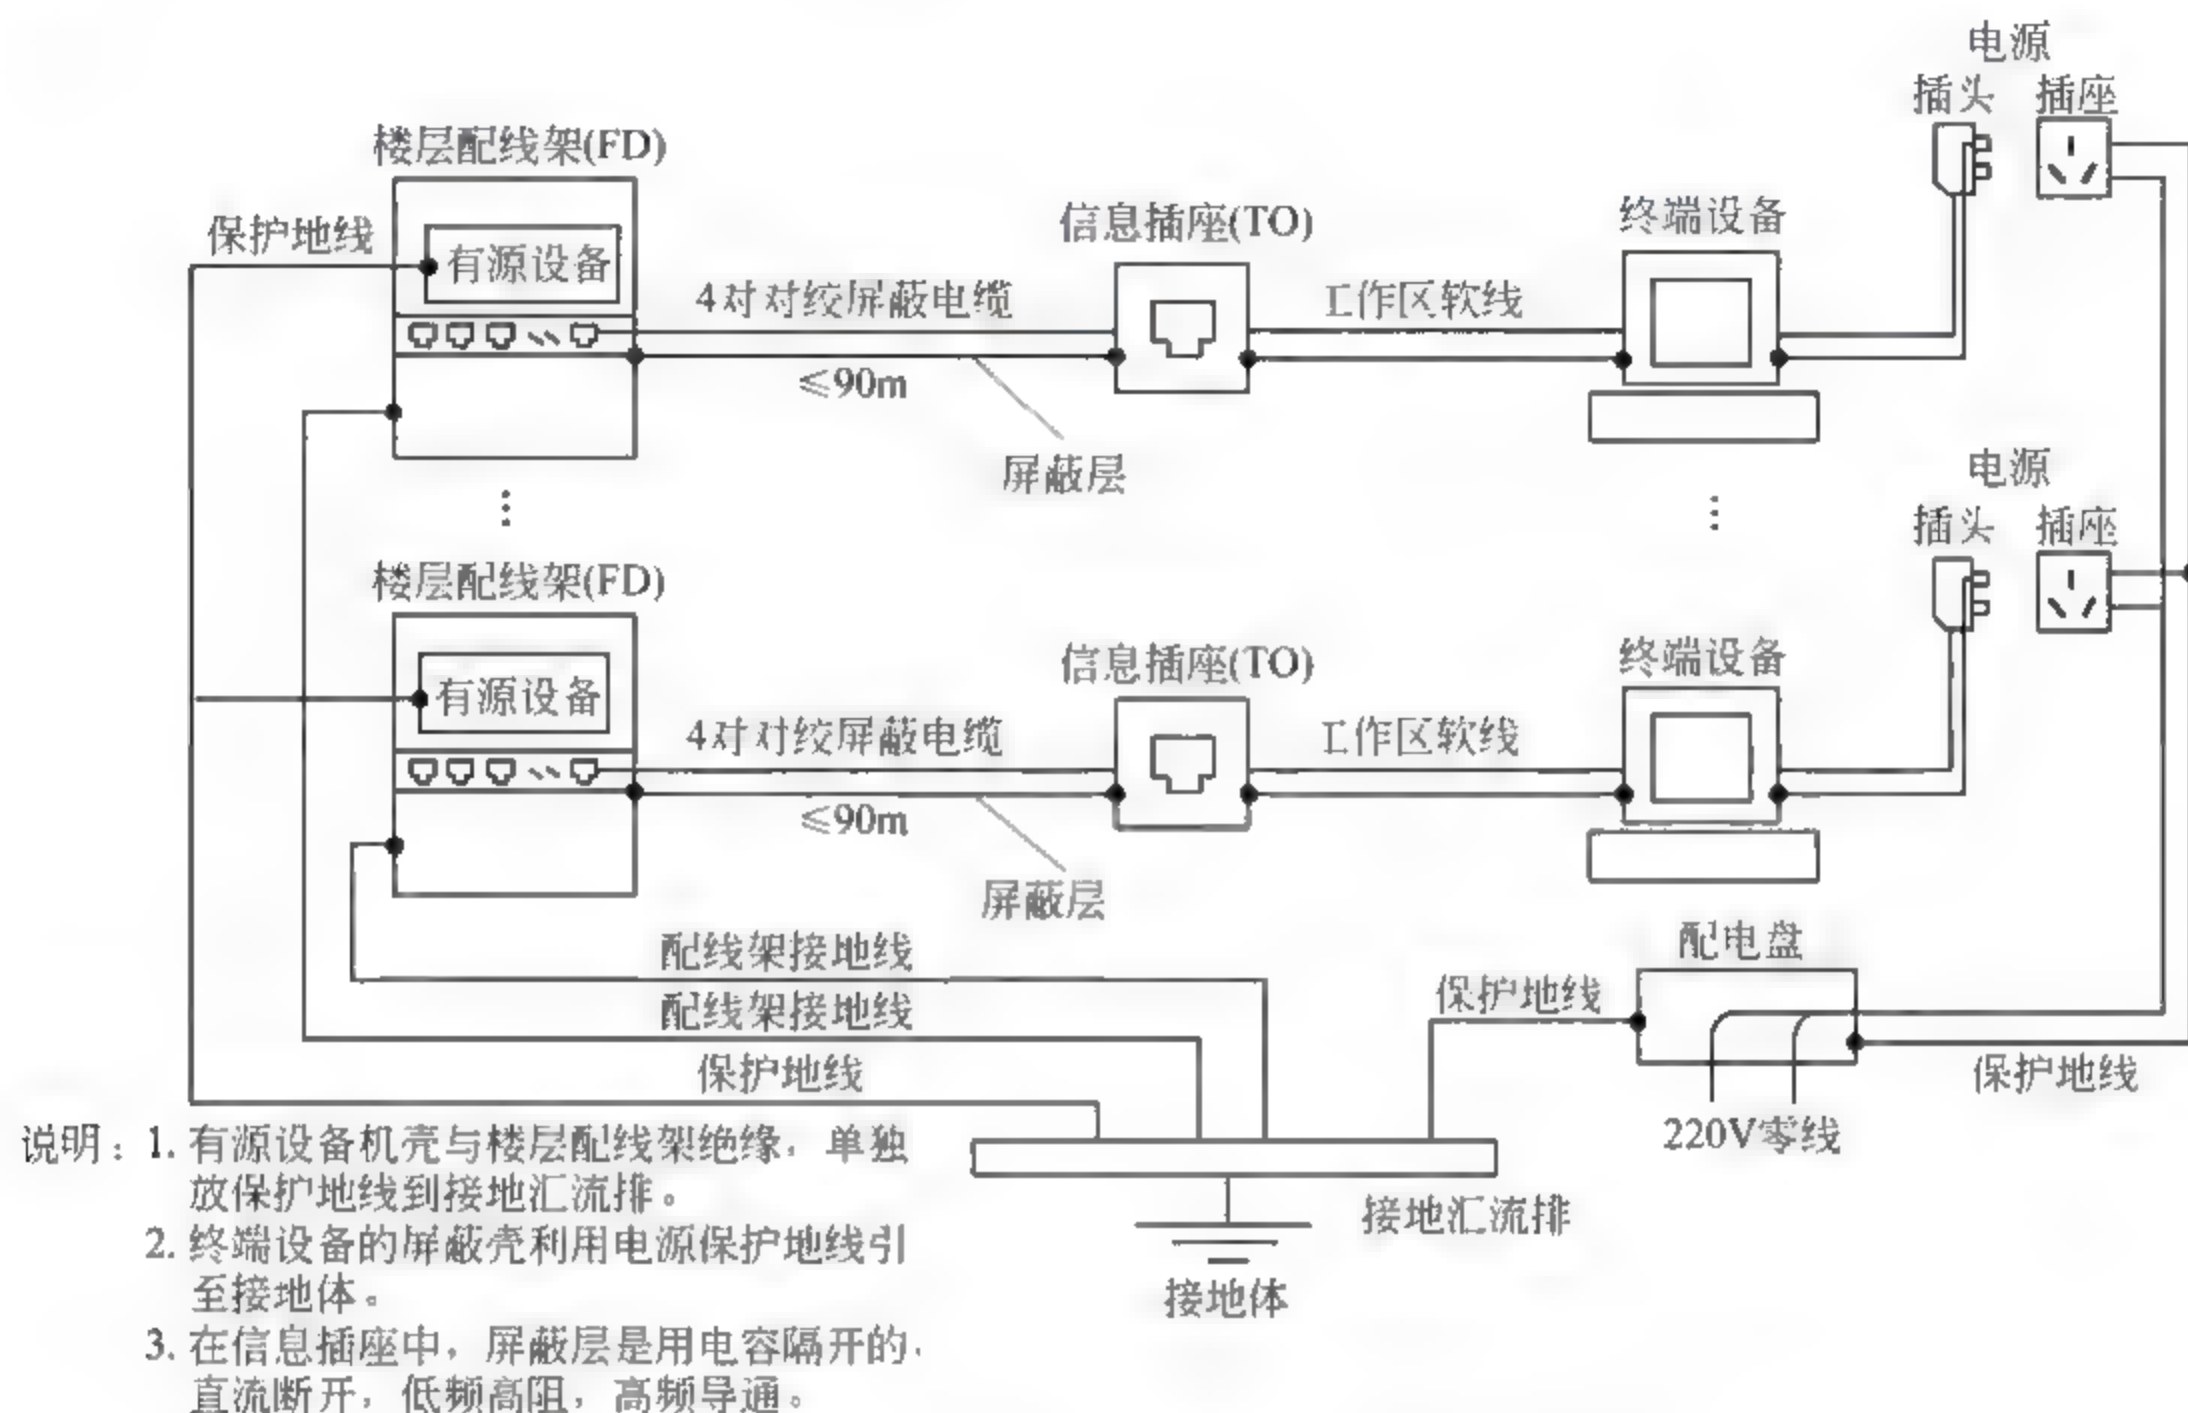 电源
插头 插座
楼层配线架(FD)
保护地线
有源设备
信息插座(TO)
终端设备
4对对绞屏蔽电缆
工作区软线
≤90m
屏蔽层
电源
插头 插座
楼层配线架(FD)
有源设备
信息插座(TO)
终端设备
4对对绞屏蔽电缆
工作区软线
≤90m
屏蔽层
配线架接地线
配电盘
配线架接地线
保护地线
保护地线
保护地线
220V零线
接地汇流排
接地体
说明：1. 有源设备机壳与楼层配线架绝缘，单独
放保护地线到接地汇流排。
2. 终端设备的屏蔽壳利用电源保护地线引
至接地体。
3. 在信息插座中，屏蔽层是用电容隔开的，
直流断开，低频高阻，高频导通。